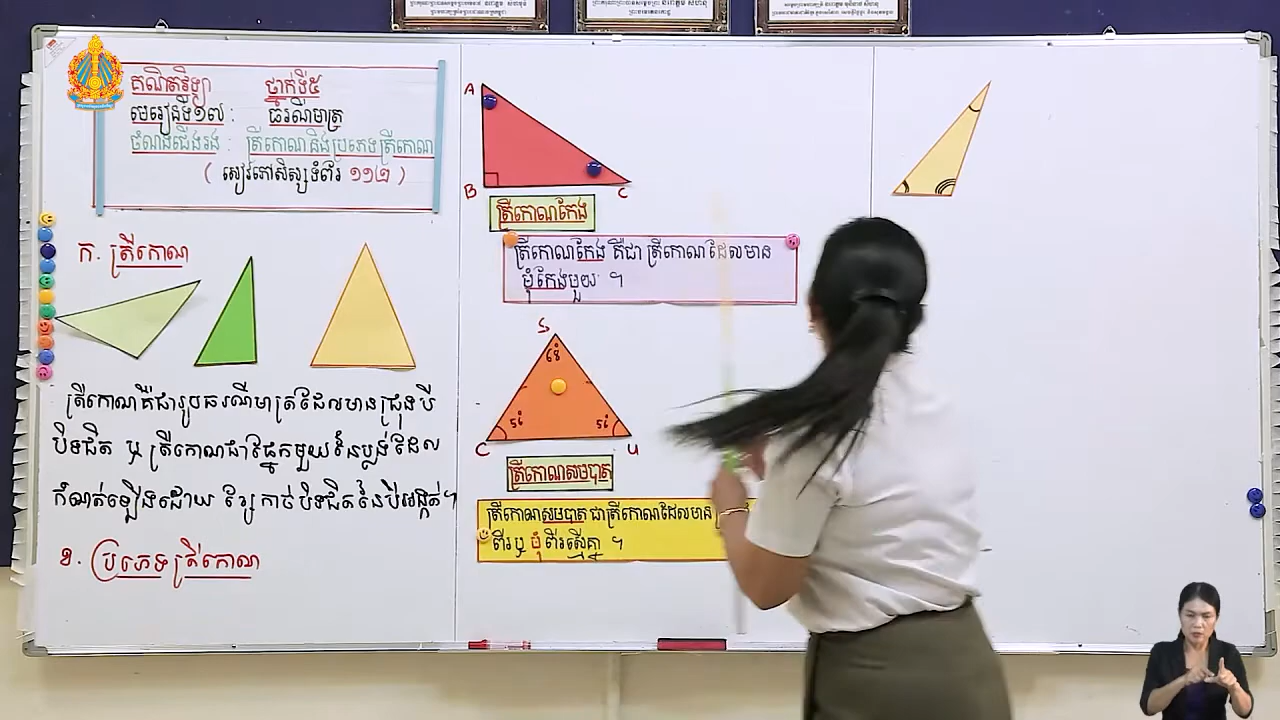 គណិតវិទ្យា ថ្នាក់ទី៥
មេរៀនទី១៧ : ធរណីមាត្រ
ចំណងជើងរង : ត្រីកោណនិងប្រភេទត្រីកោណ
( សៀវភៅសិស្សទំព័រ ១១២ )
ក. ត្រីកោណ
ត្រីកោណគឺជារូបធរណីមាត្រដែលមានជ្រុងបី
បិទជិត ឬ ត្រីកោណជាផ្នែកមួយនៃប្លង់ដែល
កំណត់ឡើងដោយ ខ្សែកាច់បិទជិតនៃបីអង្កត់។
ខ. ប្រភេទត្រីកោណ
A
B
C
ត្រីកោណកែង
ត្រីកោណកែង គឺជា ត្រីកោណដែលមាន
មុំកែងមួយ ។
S
C
U
ត្រីកោណសមបាត
ត្រីកោណសមបាត ជាត្រីកោណដែលមាន
ពីរឬ មុំ ពីរស្មើគ្នា ។